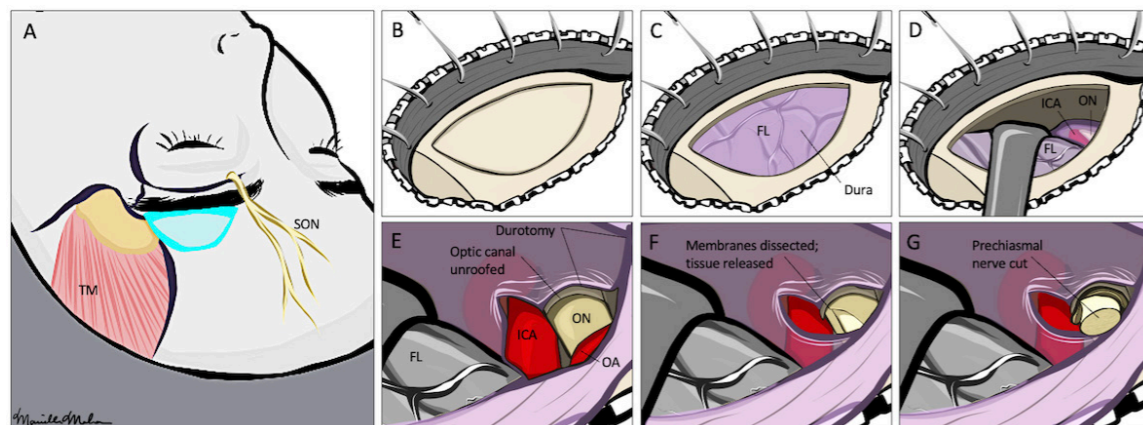 A
SON
TM
B
C
FL
Dura
D
ICA
ON
FL
E
Durotomy
Optic canal
unroofed
ON
ICA
FL
OA
F
Membranes dissected;
tissue released
G
Prechiasmal
nerve cut